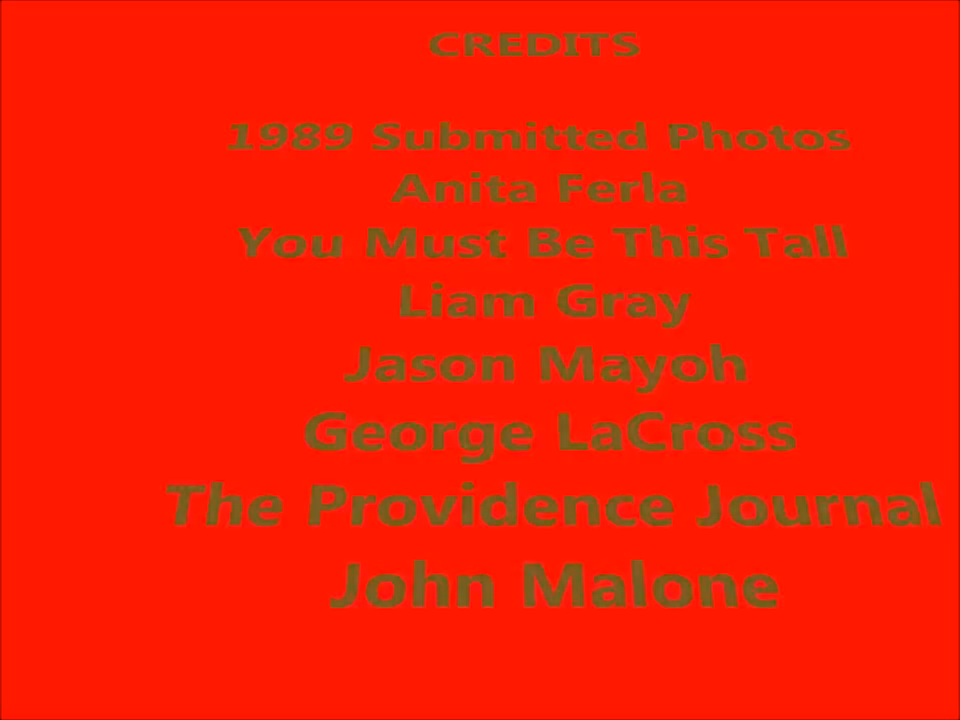 CREDITS
1989 Submitted Photos
Anita Ferla
You Must Be This Tall
Liam Gray
Jason Mayoh
George LaCross
The Providence Journal
John Malone